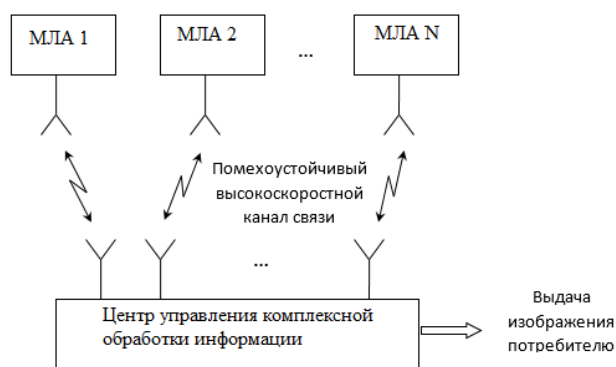 МЛА 1
МЛА 2
...
МЛА N
Помехоустойчивый
высокоскоростной
канал связи
...
Центр управления комплексной
обработки информации
Выдача
изображения
потребителю